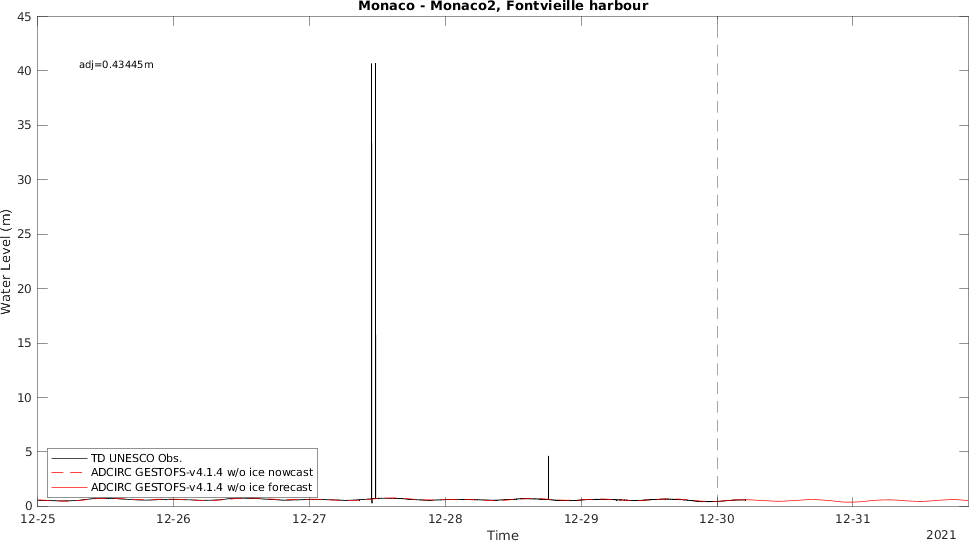 Monaco - Monaco2, Fontvieille harbour
45
adj=0.43445m
40
35
30
25
20
15
10
5
0
Water Level (m)
TD UNESCO Obs.
ADCIRC GESTOFS-v4.1.4 w/o ice nowcast
ADCIRC GESTOFS-v4.1.4 w/o ice forecast
12-25 12-26 12-27 12-28 12-29 12-30 12-31
Time
2021